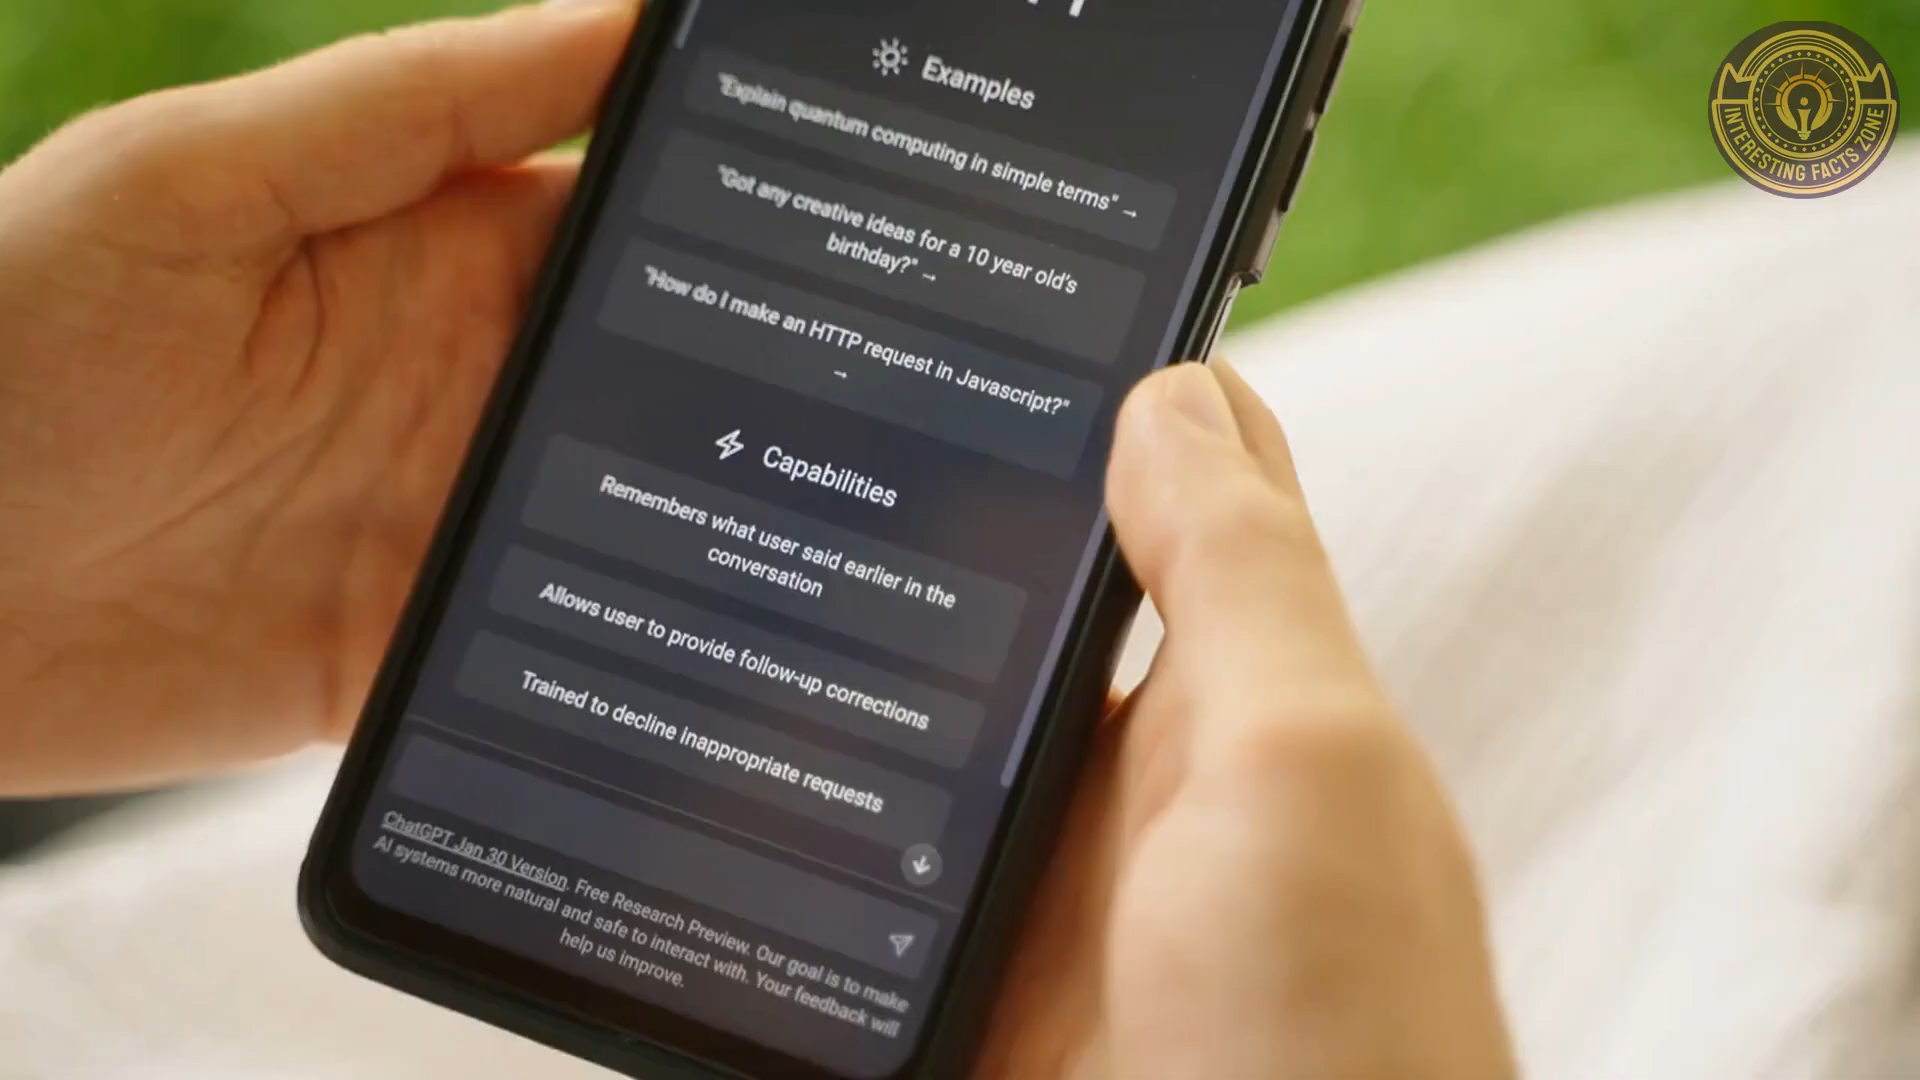 Examples
"Explain quantum computing in simple terms" →
"Got any creative ideas for a 10 year old's
birthday?" →
"How do I make an HTTP request in Javascript?"
→
Capabilities
Remembers what user said earlier in the
conversation
Allows user to provide follow-up corrections
Trained to decline inappropriate requests
ChatGPT Jan 30 Version. Free Research Preview. Our goal is to make
AI systems more natural and safe to interact with. Your feedback will
help us improve.
INTERESTING FACTS ZONE